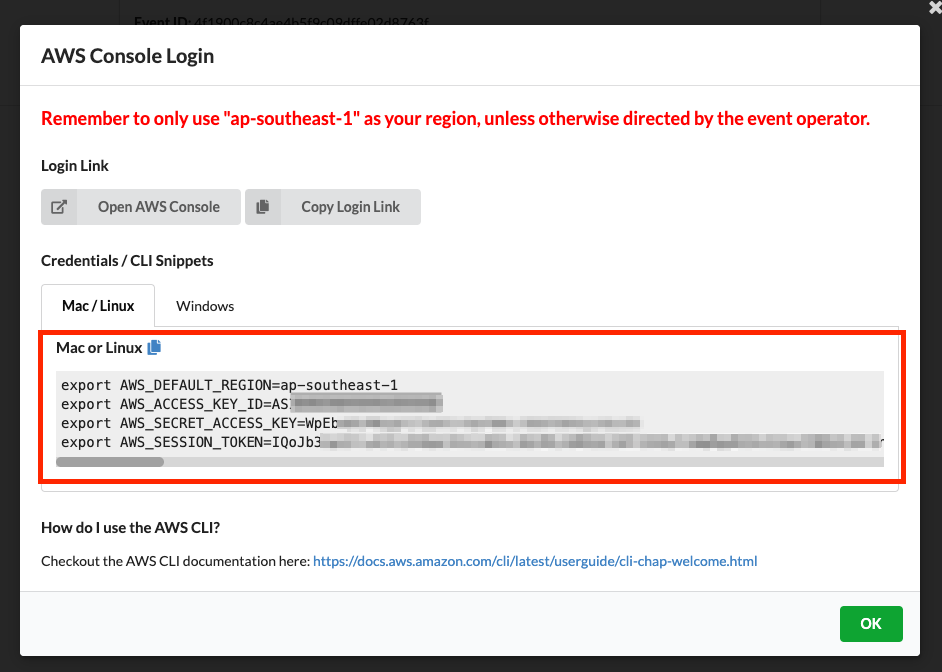 Event ID: 4f1900c8c4ae4b5f9c09dffe02d8763f
AWS Console Login
Remember to only use "ap-southeast-1" as your region, unless otherwise directed by the event operator.
Login Link
Open AWS Console Copy Login Link
Credentials / CLI Snippets
Mac / Linux Windows
Mac or Linux
export AWS_DEFAULT_REGION=ap-southeast-1
export AWS_ACCESS_KEY_ID=AS
export AWS_SECRET_ACCESS_KEY=WpEb
export AWS_SESSION_TOKEN=IQoJb3
How do I use the AWS CLI?
Checkout the AWS CLI documentation here: https://docs.aws.amazon.com/cli/latest/userguide/cli-chap-welcome.html
OK